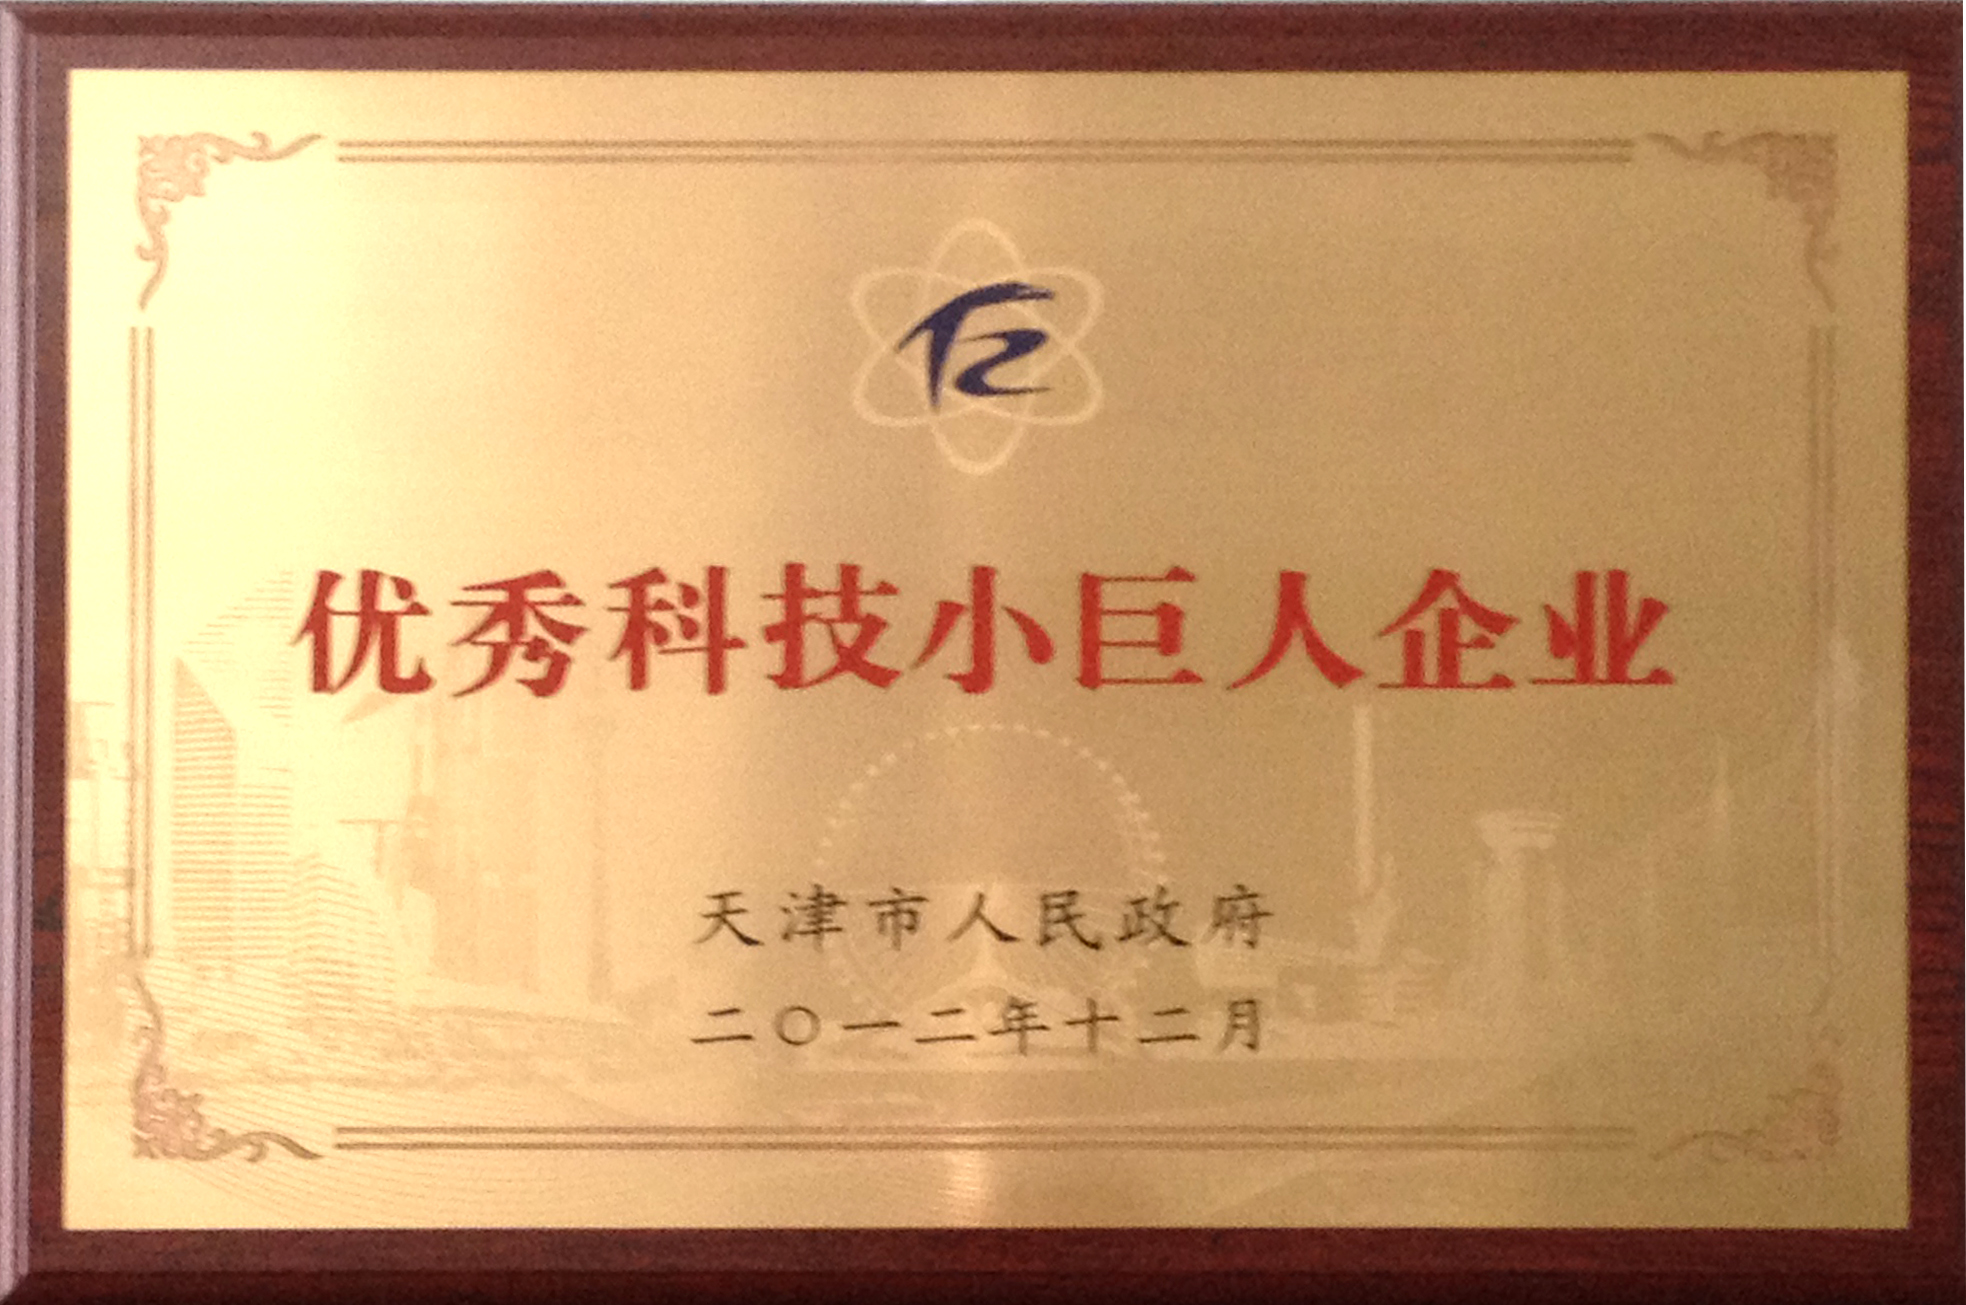 优秀科技小巨人企业
天津市人民政府
二〇一二年十二月